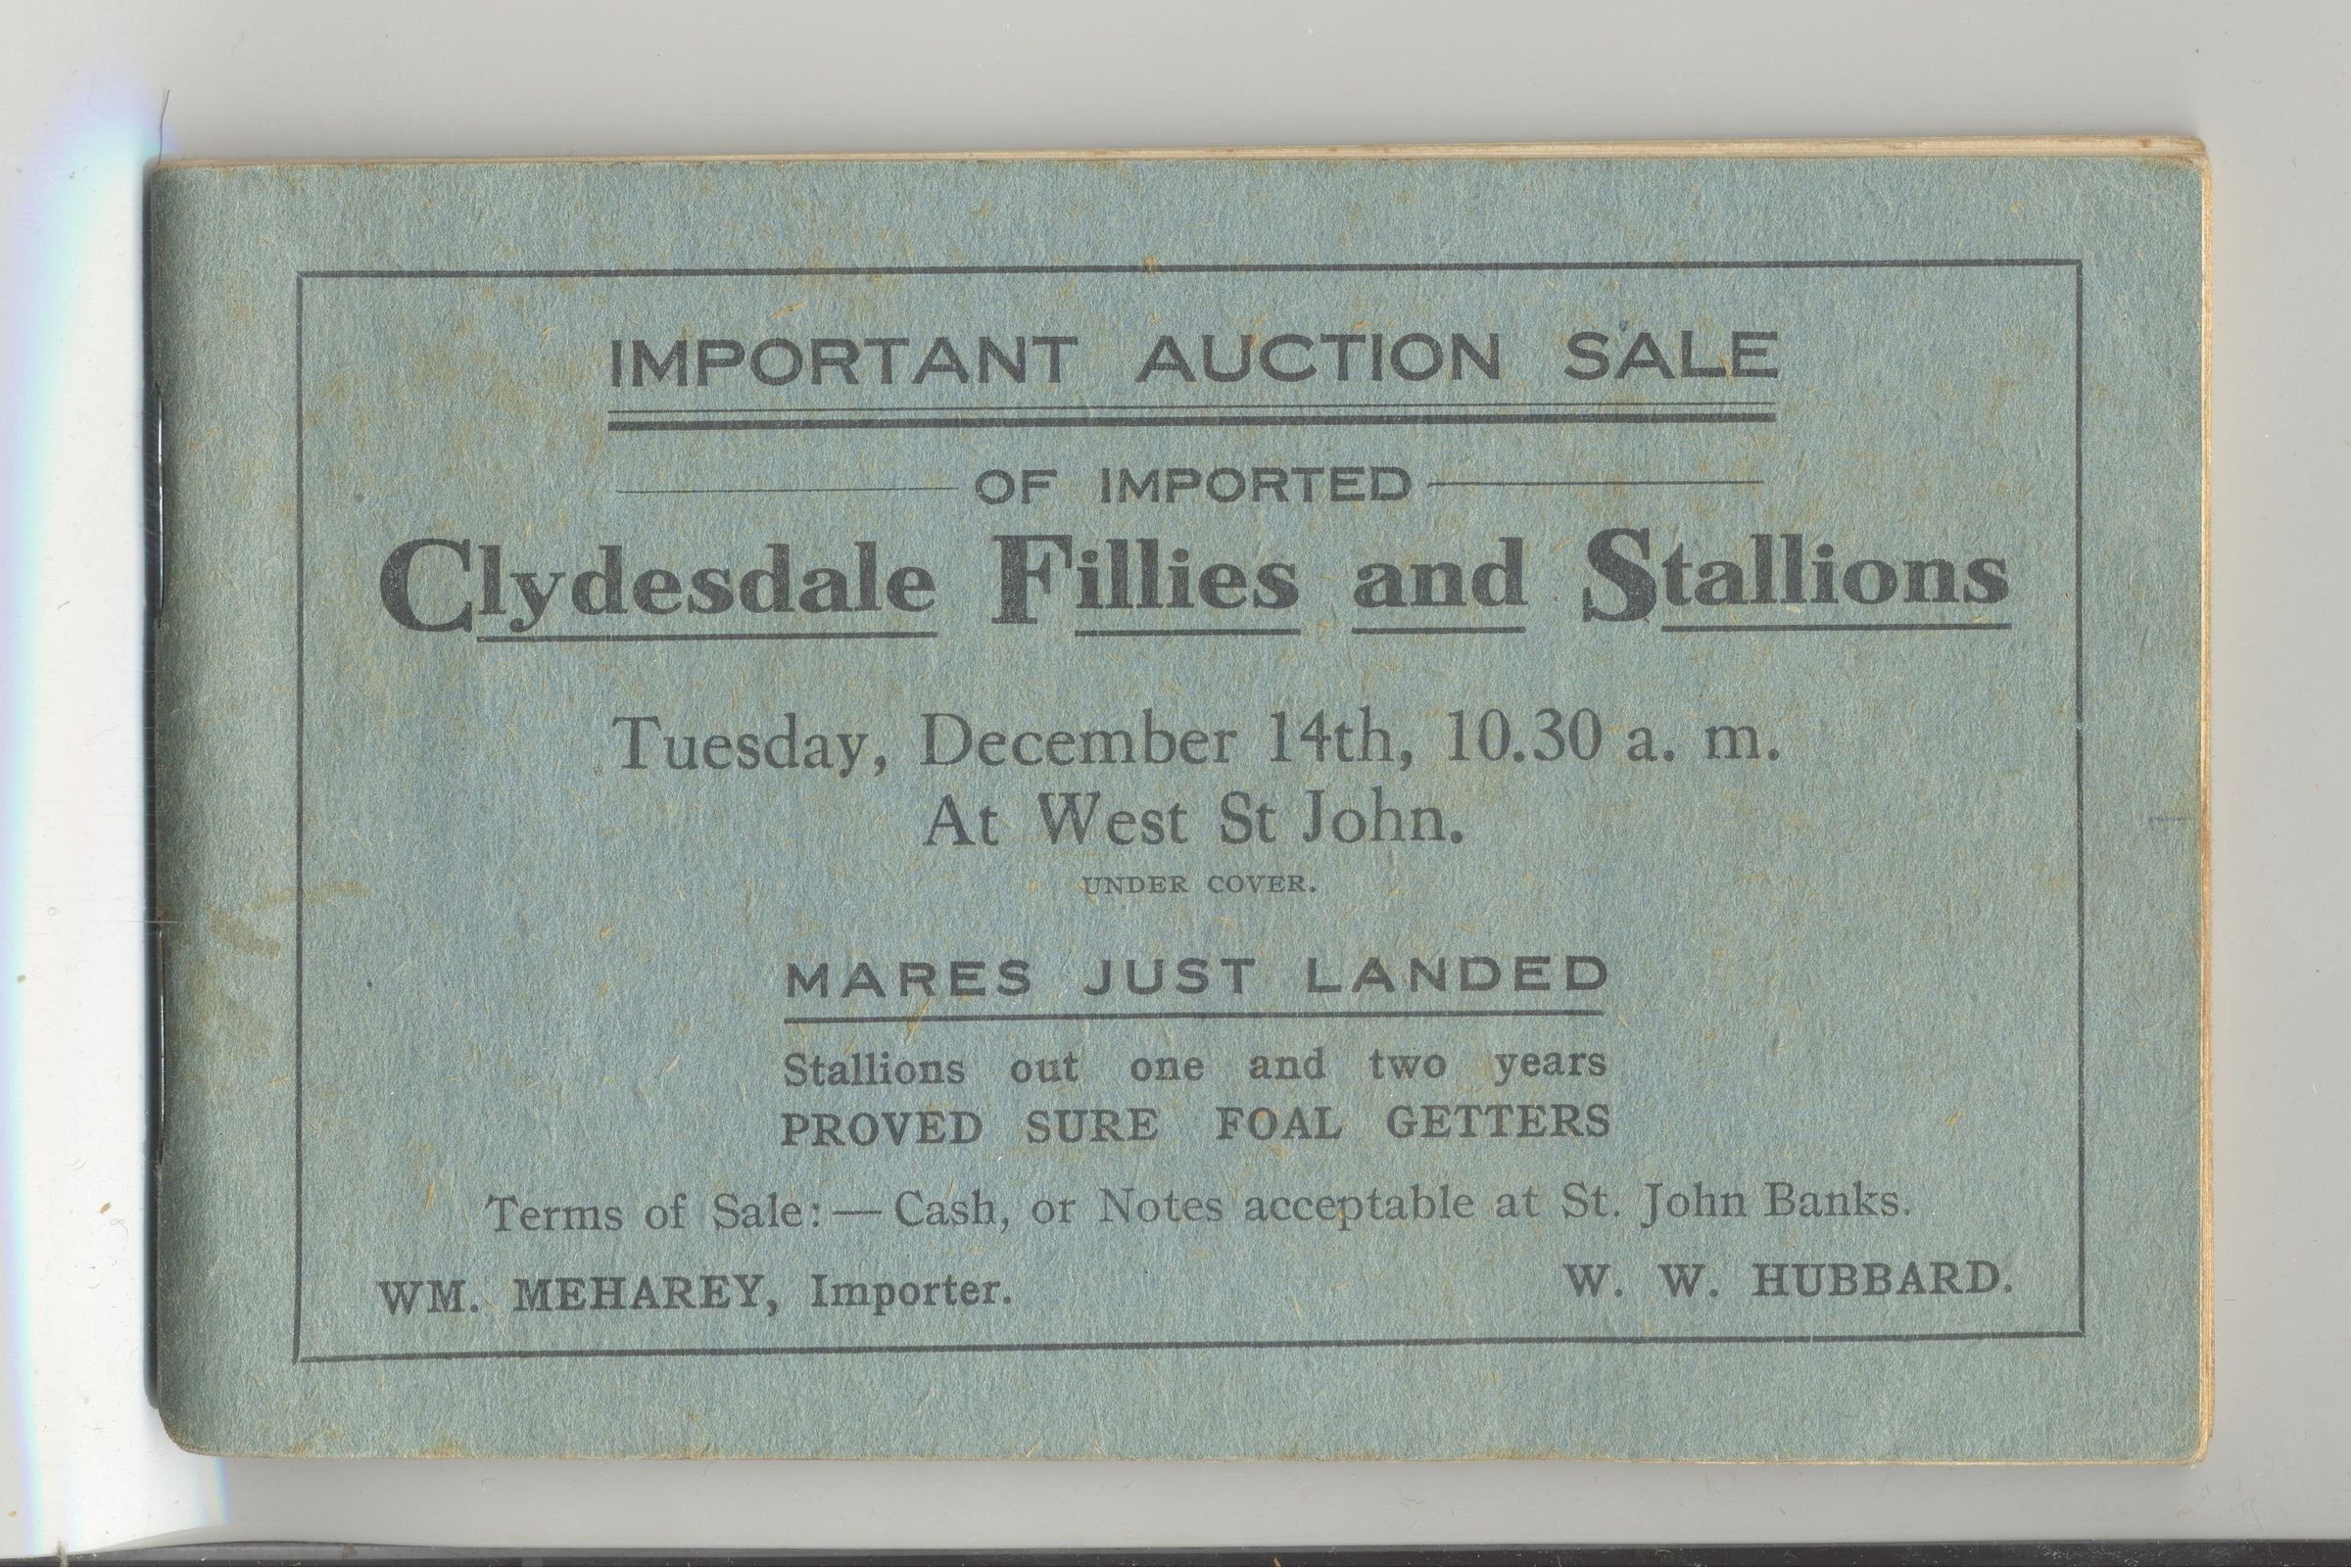 IMPORTANT AUCTION SALE
OF IMPORTED
Clydesdale Fillies and Stallions
Tuesday, December 14th, 10.30 a. m.
At West St John.
UNDER COVER.
MARES JUST LANDED
Stallions out one and two years
PROVED SURE FOAL GETTERS
Terms of Sale:— Cash, or Notes acceptable at St. John Banks.
WM. MEHAREY, Importer. W. W. HUBBARD.